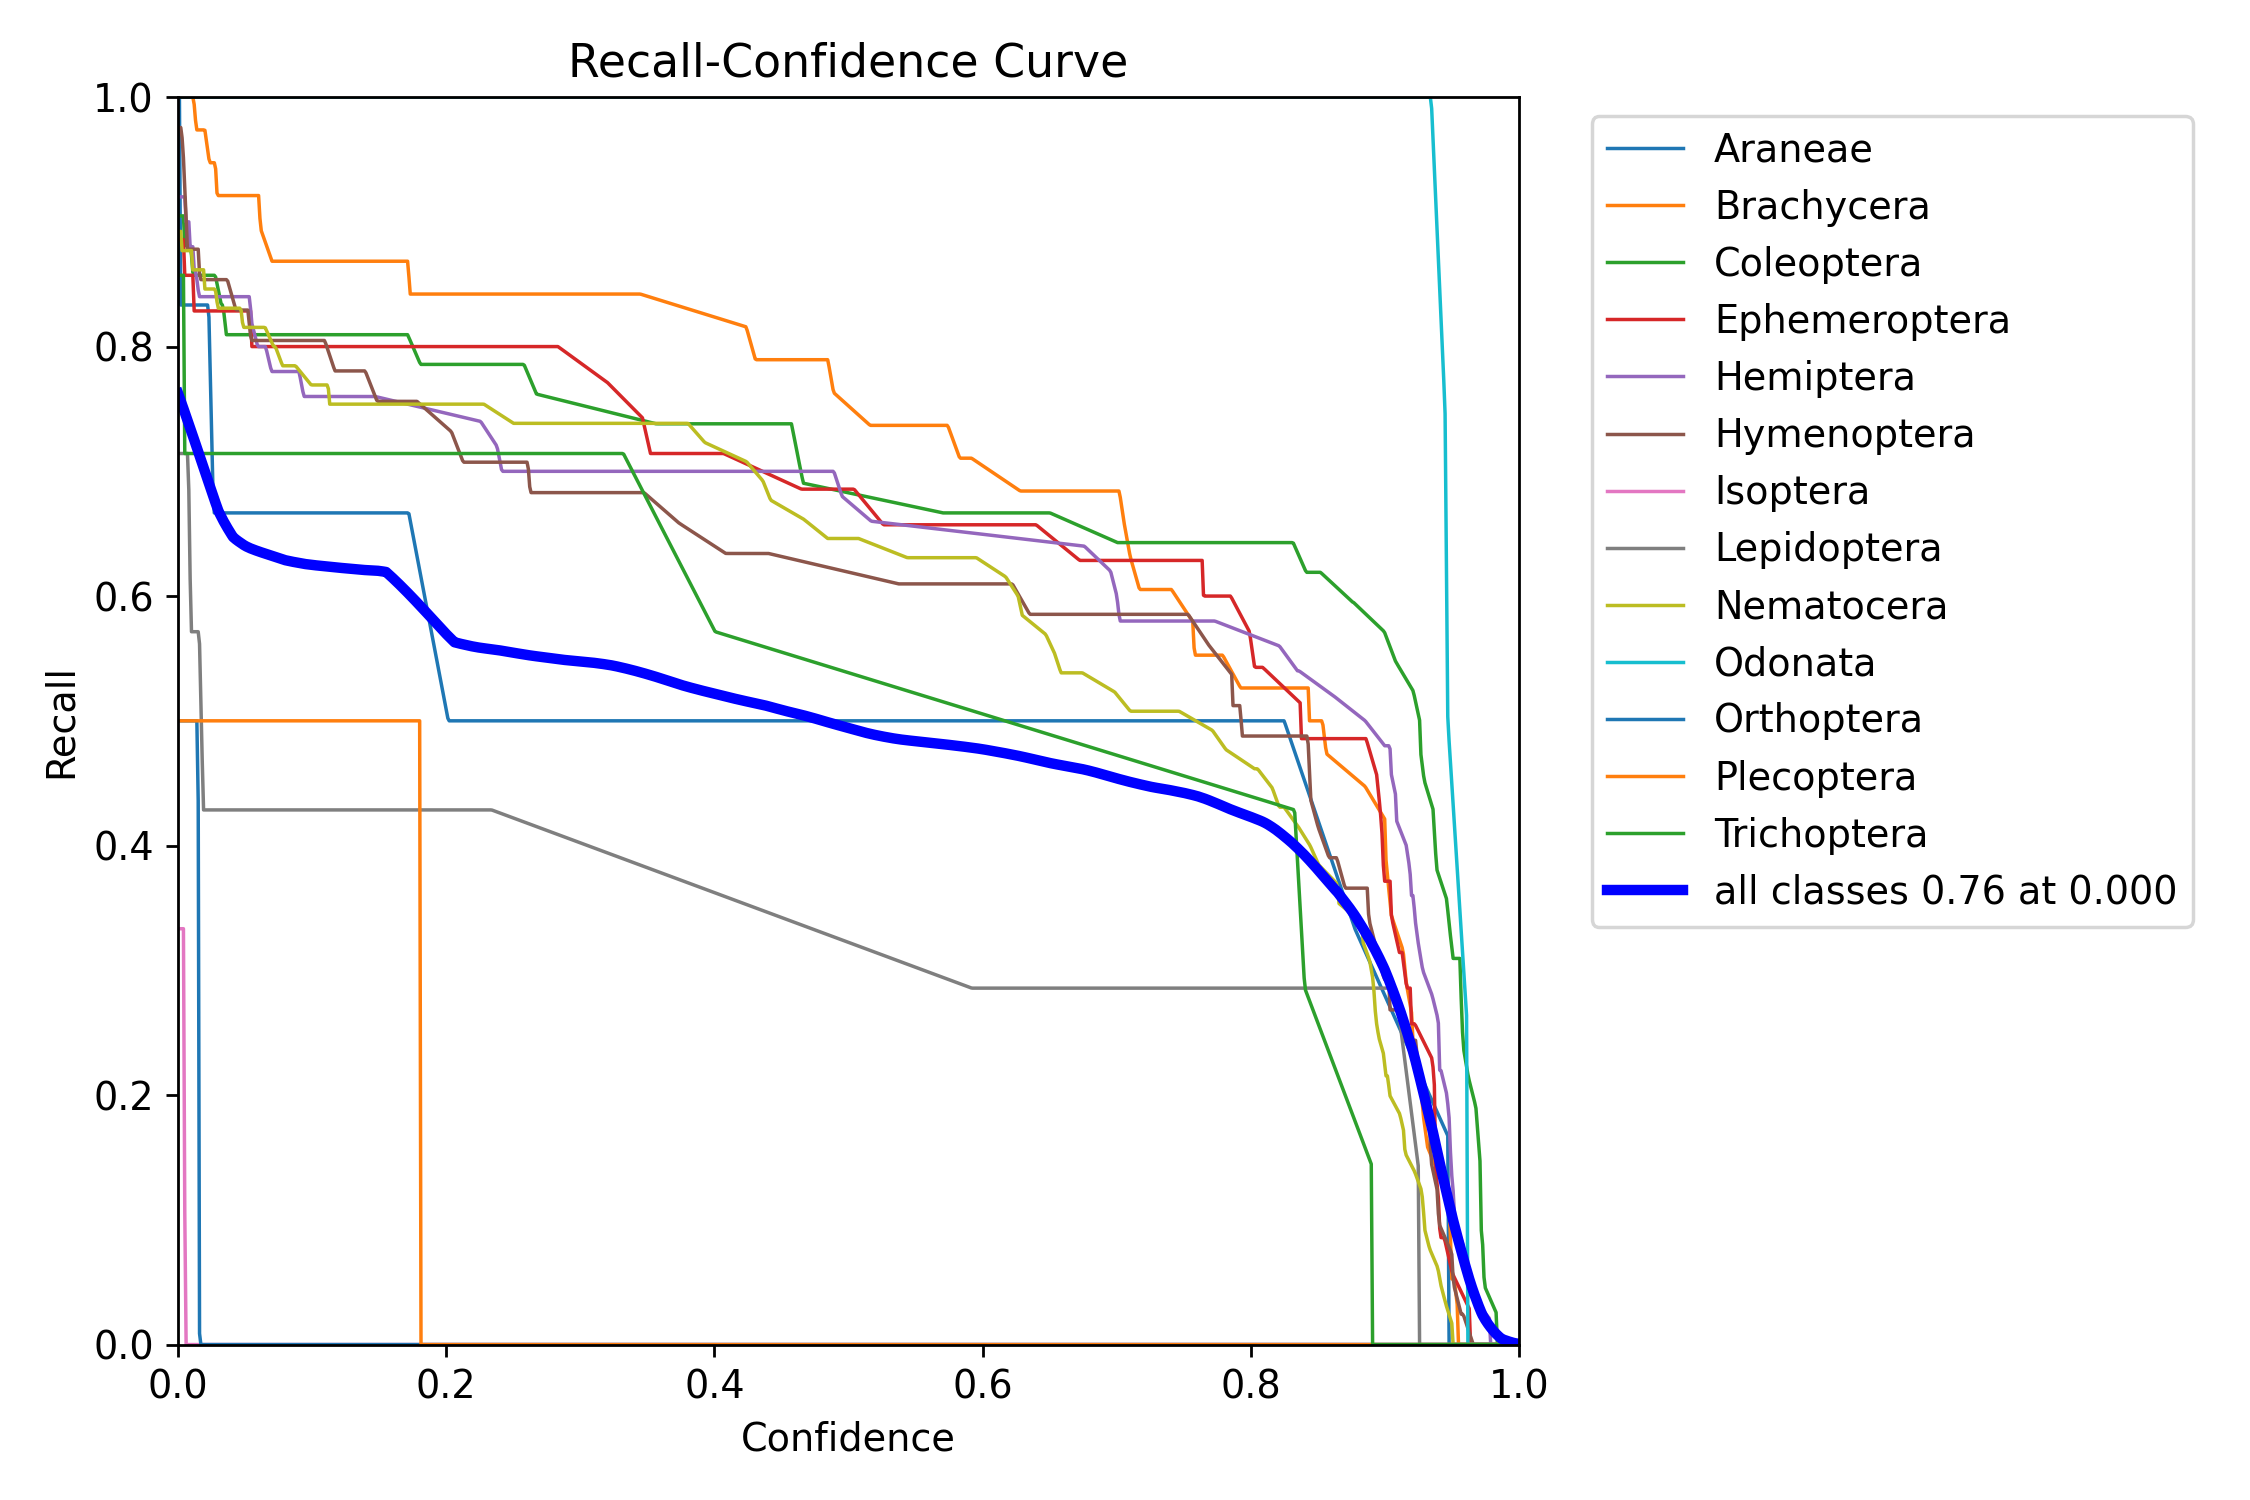 Recall-Confidence Curve
1.0
0.8
0.6
0.4
0.2
0.0
Recall
0.0 0.2 0.4 0.6 0.8 1.0
Confidence
Araneae
Brachycera
Coleoptera
Ephemeroptera
Hemiptera
Hymenoptera
Isoptera
Lepidoptera
Nematocera
Odonata
Orthoptera
Plecoptera
Trichoptera
all classes 0.76 at 0.000